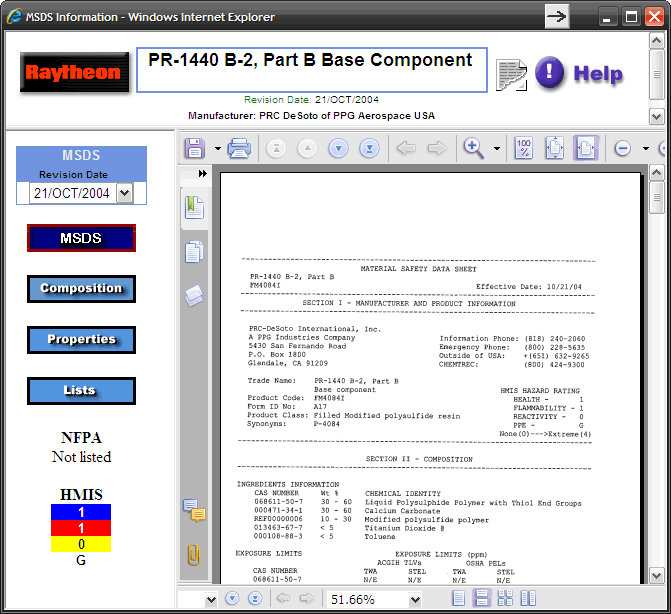 MSDS Information - Windows Internet Explorer
Raytheon
PR-1440 B-2, Part B Base Component
Help
Revision Date: 21/OCT/2004
Manufacturer: PRC DeSoto of PPG Aerospace USA
MSDS
Revision Date
21/OCT/2004
MSDS
Composition
Properties
Lists
NFPA
Not listed
HMIS
1
1
0
G
100 %
MATERIAL SAFETY DATA SHEET
PR-1440 B-2, Part B
FM4084I Effective Date: 10/21/04
SECTION I - MANUFACTURER AND PRODUCT INFORMATION
PRC-DeSoto International, Inc.
A PPG Industries Company Information Phone: (818) 240-2060
5430 San Fernando Road Emergency Phone: (800) 228-5635
P.O. Box 1800 Outside of USA: +(651) 632-9265
Glendale, CA 91209 CHEMTREC: (800) 424-9300
Trade Name: PR-1440 B-2, Part B
Base component HMIS HAZARD RATING
Product Code: FM4084I HEALTH - 1
Form ID No: A17 FLAMMABILITY - 1
Product Class: Filled Modified polysulfide resin REACTIVITY - 0
Synonyms: P-4084 PPE - G
None(0)--->Extreme(4)
SECTION II - COMPOSITION
INGREDIENTS INFORMATION
CAS NUMBER Wt % CHEMICAL IDENTITY
068611-50-7 30 - 60 Liquid Polysulphide Polymer with Thiol End Groups
000471-34-1 30 - 60 Calcium Carbonate
REF00000006 10 - 30 Modified polysulfide polymer
013463-67-7 < 5 Titanium Dioxide
000108-88-3 < 5 Toluene
EXPOSURE LIMITS EXPOSURE LIMITS (ppm)
ACGIH TLVs OSHA PELs
CAS NUMBER TWA STEL TWA STEL
068611-50-7 N/E N/E N/E N/E
51.66%